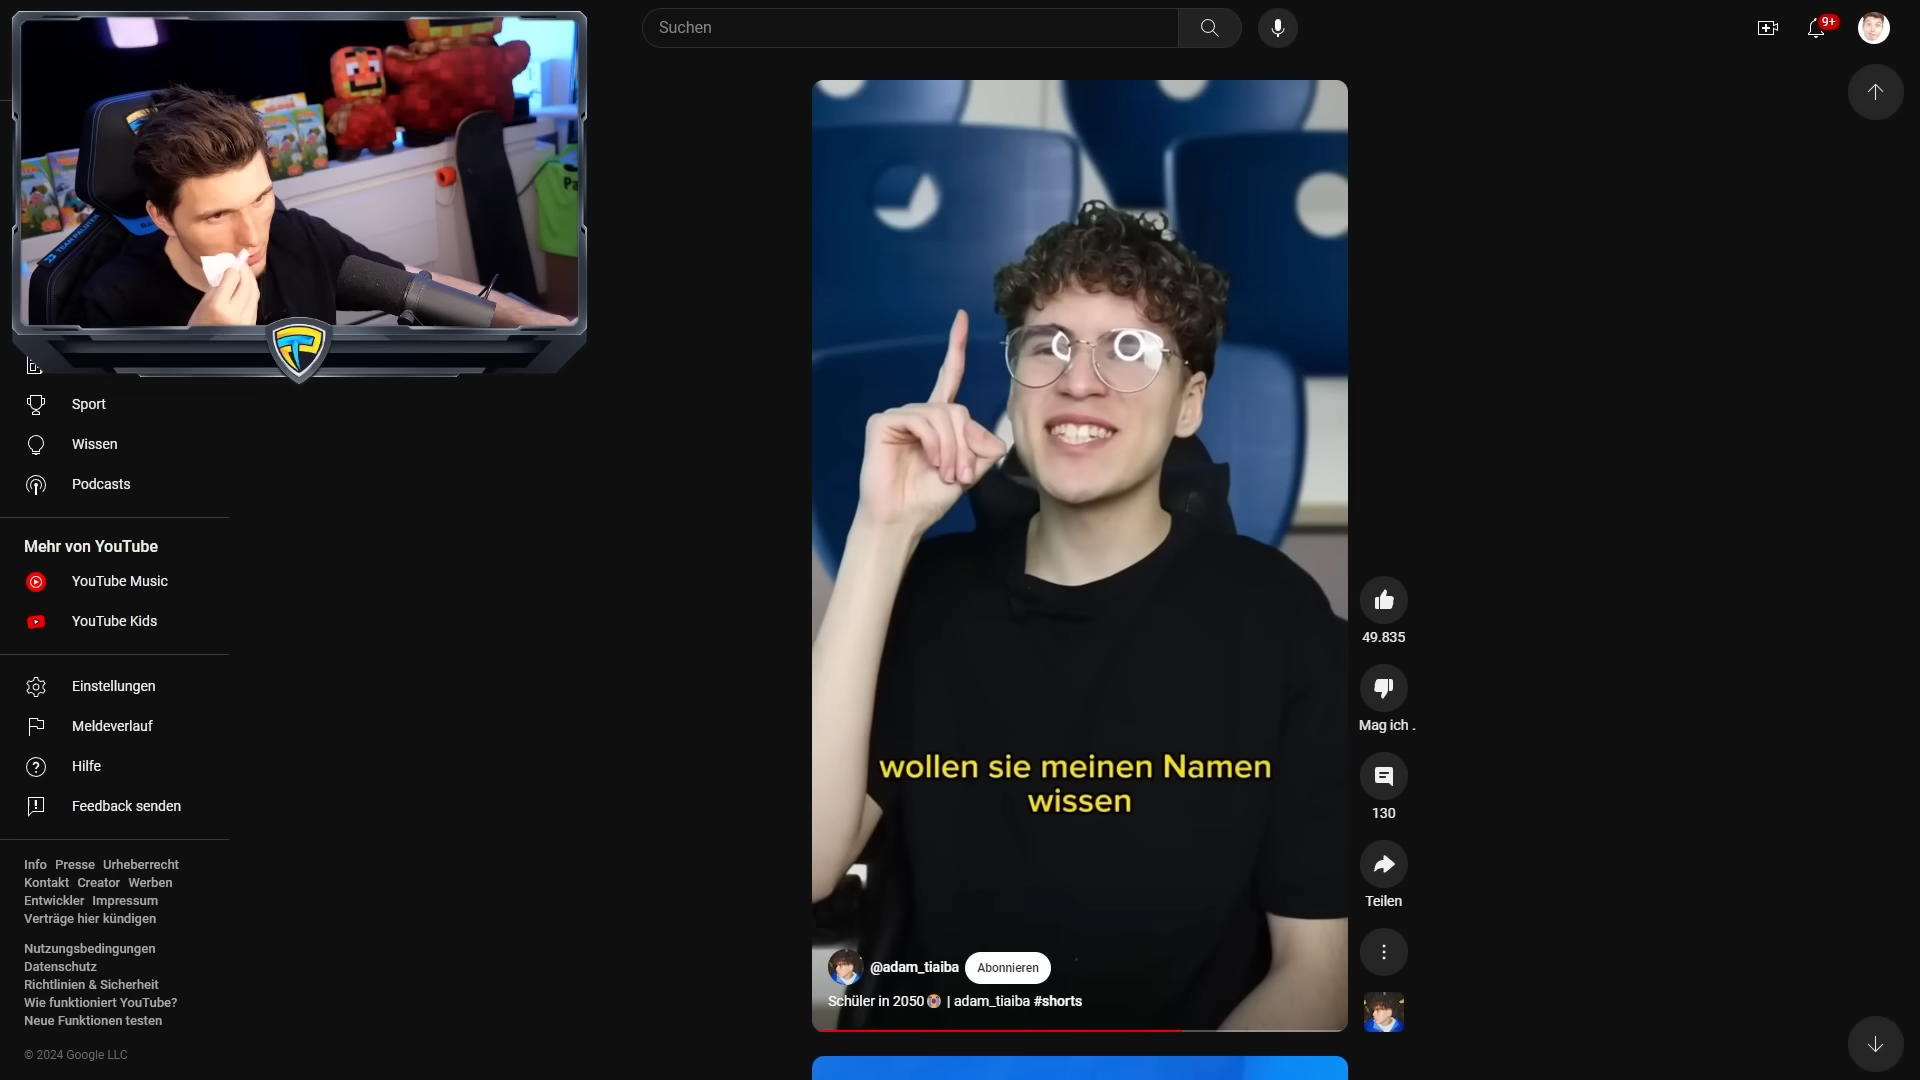 Suchen
9+
Sport
Wissen
Podcasts
Mehr von YouTube
YouTube Music
YouTube Kids
Einstellungen
Meldeverlauf
Hilfe
Feedback senden
Info Presse Urheberrecht
Kontakt Creator Werben
Entwickler Impressum
Verträge hier kündigen
Nutzungsbedingungen
Datenschutz
Richtlinien & Sicherheit
Wie funktioniert YouTube?
Neue Funktionen testen
© 2024 Google LLC
wollen sie meinen Namen
wissen
@adam_tiaiba Abonnieren
Schüler in 2050 | adam_tiaiba #shorts
49.835
Mag ich .
130
Teilen